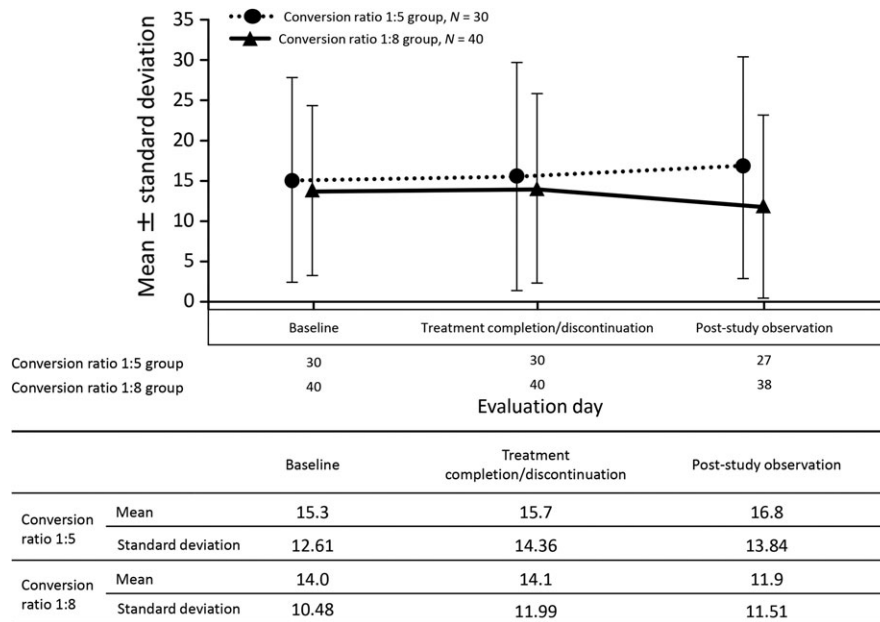 35
Conversion ratio 1:5 group, N = 30
Conversion ratio 1:8 group, N = 40
30
25
20
15
10
5
0
Mean ± standard deviation
Baseline Treatment completion/discontinuation Post-study observation
Conversion ratio 1:5 group 30 30 27
Conversion ratio 1:8 group 40 40 38
Evaluation day
Baseline Treatment completion/discontinuation Post-study observation
Conversion ratio 1:5 Mean 15.3 15.7 16.8
Standard deviation 12.61 14.36 13.84
Conversion ratio 1:8 Mean 14.0 14.1 11.9
Standard deviation 10.48 11.99 11.51